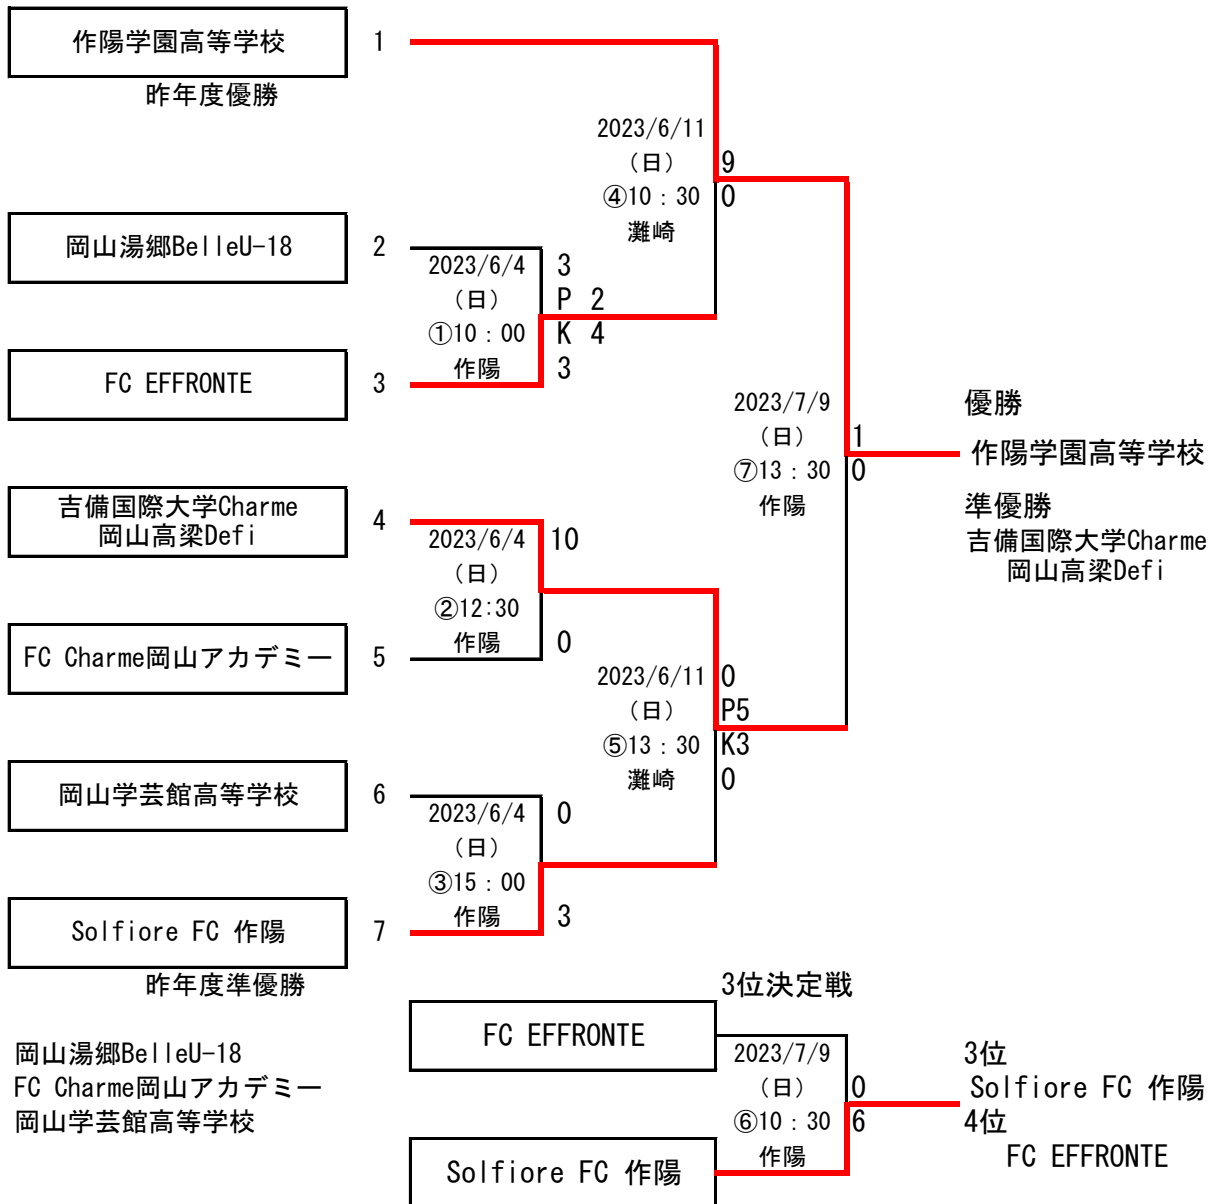 作陽学園高等学校 1
昨年度優勝
2023/6/11
（日） 9
④10：30 0
灘崎
岡山湯郷BelleU-18 2
2023/6/4 3
（日） P 2
①10：00 K 4
作陽 3
FC EFFRONTE 3
2023/7/9
（日） 1
⑦13：30 0
作陽
優勝
作陽学園高等学校
準優勝
吉備国際大学Charme
岡山高梁Defi
吉備国際大学Charme
岡山高梁Defi
4
2023/6/4 10
（日）
②12:30
作陽 0
FC Charme岡山アカデミー 5
2023/6/11 0
（日） P5
⑤13：30 K3
灘崎 0
岡山学芸館高等学校 6
2023/6/4 0
（日）
③15：00
作陽 3
Solfiore FC 作陽 7
昨年度準優勝
3位決定戦
FC EFFRONTE
2023/7/9
（日） 0
⑥10：30 6
作陽
Solfiore FC 作陽
3位
Solfiore FC 作陽
4位
FC EFFRONTE
岡山湯郷BelleU-18
FC Charme岡山アカデミー
岡山学芸館高等学校